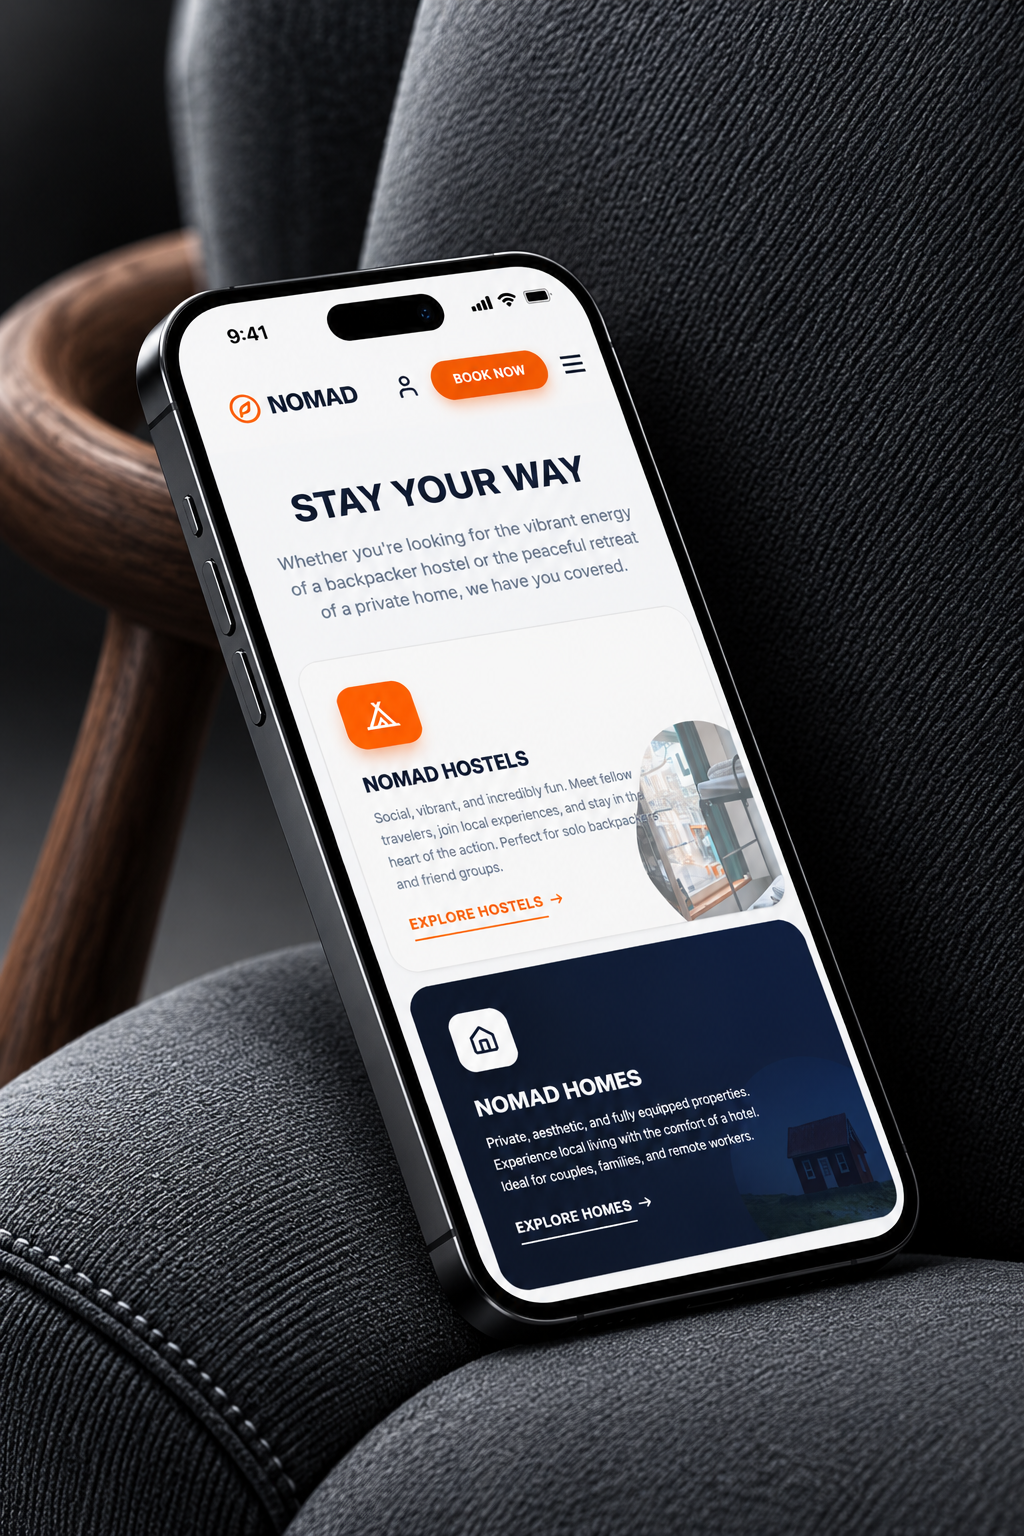 9:41
NOMAD
BOOK NOW
STAY YOUR WAY
Whether you're looking for the vibrant energy
of a backpacker hostel or the peaceful retreat
of a private home, we have you covered.
NOMAD HOSTELS
Social, vibrant, and incredibly fun. Meet fellow
travelers, join local experiences, and stay in the
heart of the action. Perfect for solo backpackers
and friend groups.
EXPLORE HOSTELS →
NOMAD HOMES
Private, aesthetic, and fully equipped properties.
Experience local living with the comfort of a hotel.
Ideal for couples, families, and remote workers.
EXPLORE HOMES →